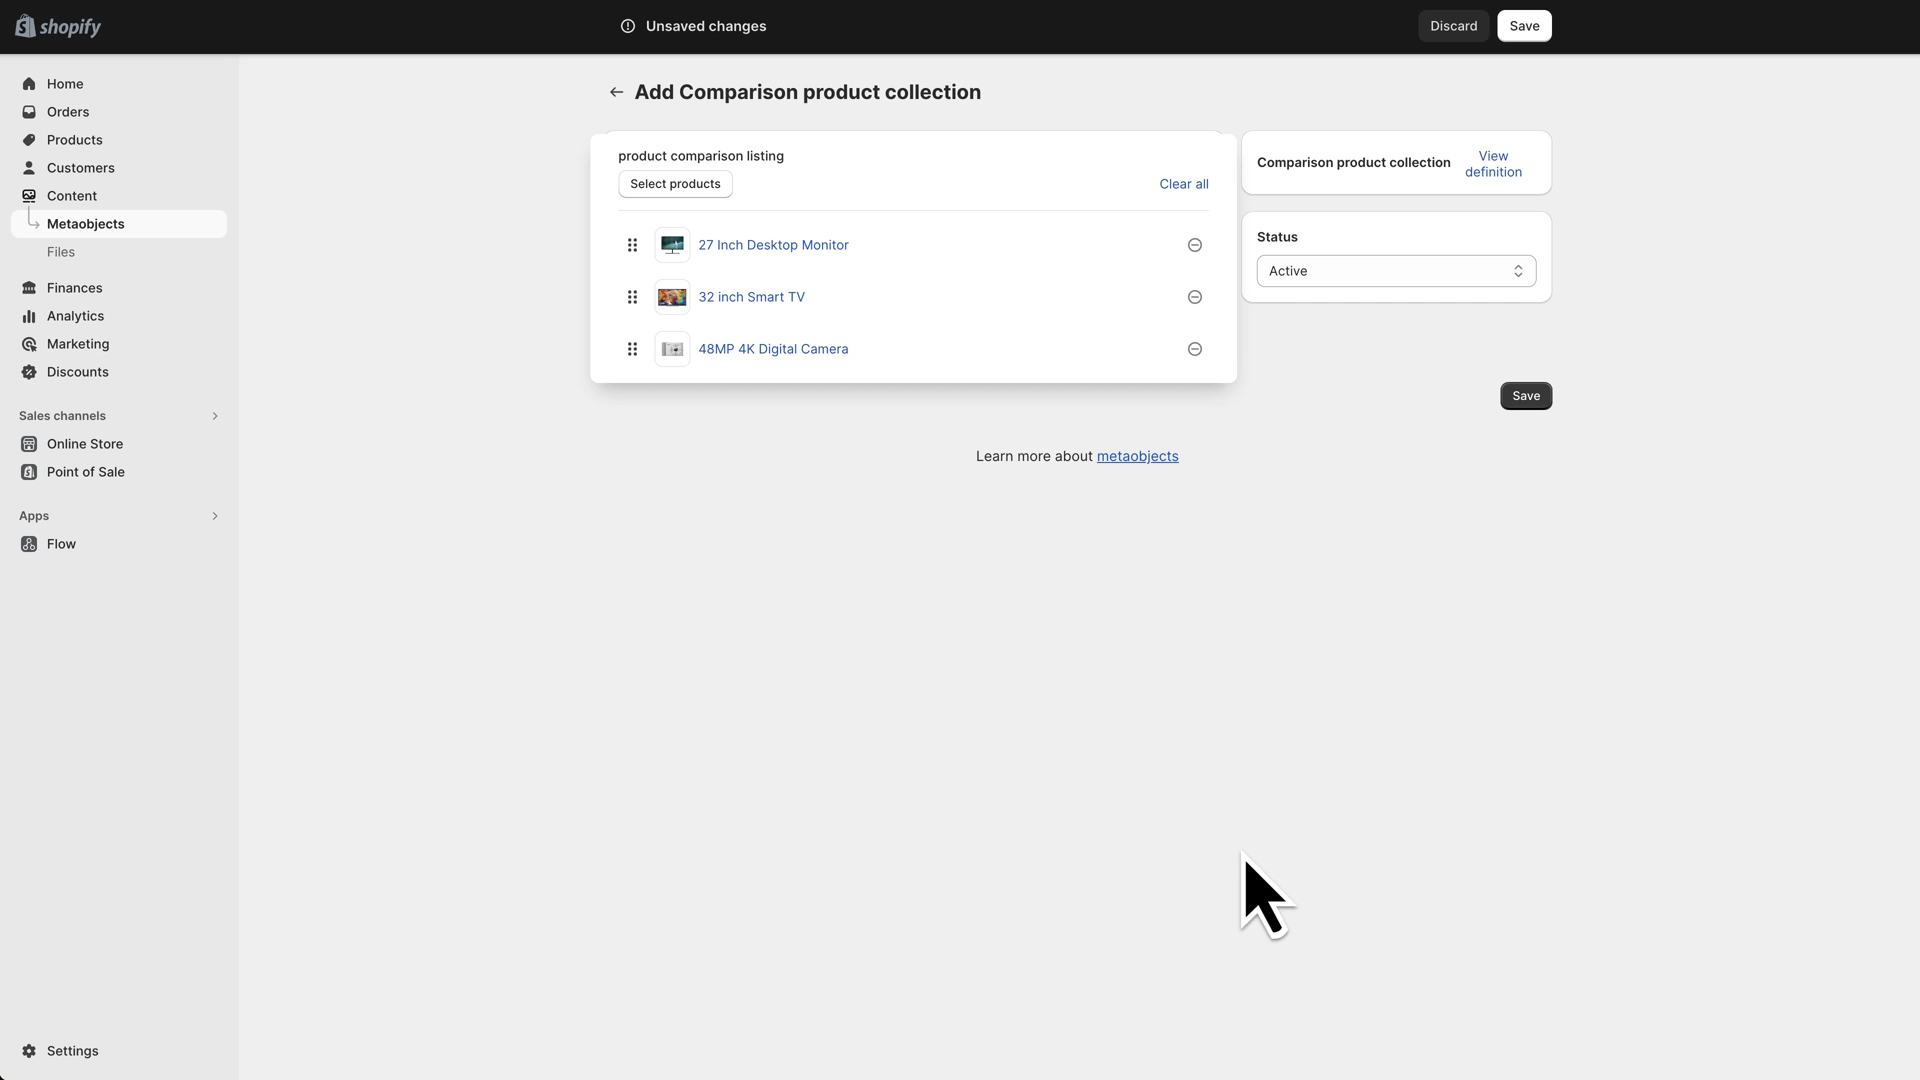 shopify
Unsaved changes
Discard
Save
Home
Orders
Products
Customers
Content
Metaobjects
Files
Finances
Analytics
Marketing
Discounts
Sales channels
Online Store
Point of Sale
Apps
Flow
Settings
Add Comparison product collection
product comparison listing
Select products
Clear all
27 Inch Desktop Monitor
32 inch Smart TV
48MP 4K Digital Camera
Comparison product collection
View
definition
Status
Active
Save
Learn more about metaobjects